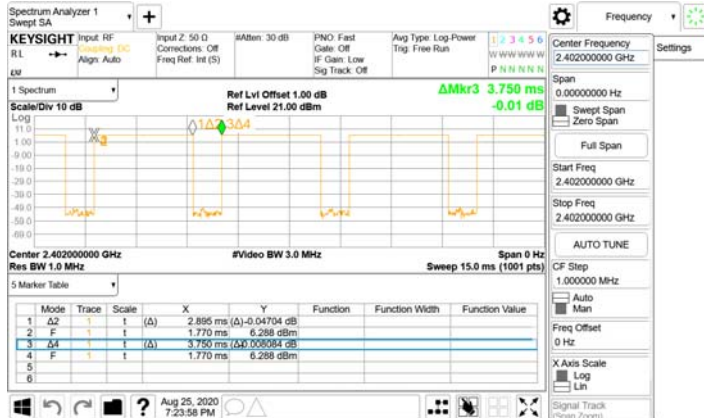 Spectrum Analyzer 1
Swept SA
+
Frequency
KEYSIGHT
RL
Input: RF
Coupling: DC
Align: Auto
Input Z: 50 Ω
Corrections: Off
Freq Ref: Int (S)
#Atten: 30 dB
PNO: Fast
Gate: Off
IF Gain: Low
Sig Track: Off
Avg Type: Log-Power
Trig: Free Run
1 2 3 4 5 6
W W W W W W
P N N N N N
1 Spectrum
Scale/Div 10 dB
Ref Lvl Offset 1.00 dB
Ref Level 21.00 dBm
ΔMkr3 3.750 ms
-0.01 dB
Log
11.0
1.00
-9.00
-19.0
-29.0
-39.0
-49.0
-59.0
-69.0
1Δ2 3Δ4
Center 2.402000000 GHz
Res BW 1.0 MHz
#Video BW 3.0 MHz
Span 0 Hz
Sweep 15.0 ms (1001 pts)
5 Marker Table
Mode Trace Scale X Y Function Function Width Function Value
1 Δ2 1 t (Δ) 2.895 ms (Δ) -0.04704 dB
2 F 1 t 1.770 ms 6.288 dBm
3 Δ4 1 t (Δ) 3.750 ms (Δ) -0.008084 dB
4 F 1 t 1.770 ms 6.288 dBm
5
6
?
Aug 25, 2020
7:23:58 PM
Center Frequency
2.402000000 GHz
Settings
Span
0.00000000 Hz
Swept Span
Zero Span
Full Span
Start Freq
2.402000000 GHz
Stop Freq
2.402000000 GHz
AUTO TUNE
CF Step
1.000000 MHz
Auto
Man
Freq Offset
0 Hz
X Axis Scale
Log
Lin
Signal Track
(Span Zoom)